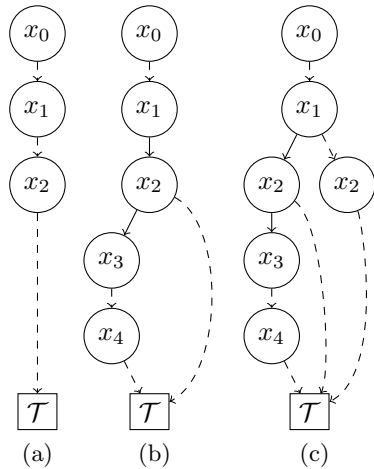 x₀ x₀ x₀
x₁ x₁ x₁
x₂ x₂ x₂ x₂
x₃ x₃
x₄ x₄
𝒯 𝒯 𝒯
(a) (b) (c)